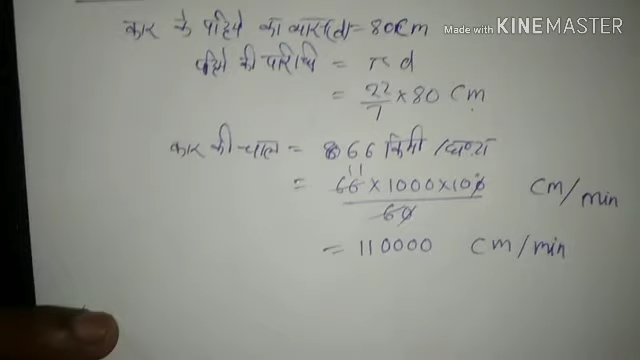 Made with KINEMASTER
कार के पहिये का व्यास (d) = 80cm
पहिये की परिधि = π d
= 22/7 × 80 cm
कार की चाल = 66 किमी / घण्टा
= 66 × 1000 × 100 / 60 cm/min
11
= 110000 cm/min